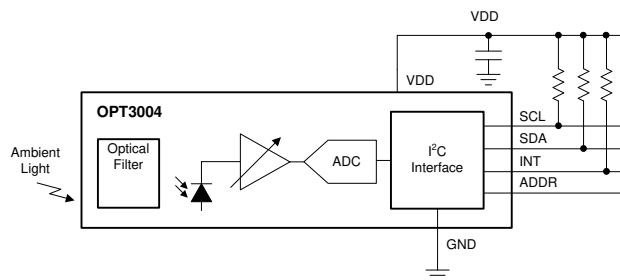 VDD
VDD
OPT3004
Optical
Filter
Ambient
Light
ADC
I²C
Interface
SCL
SDA
INT
ADDR
GND